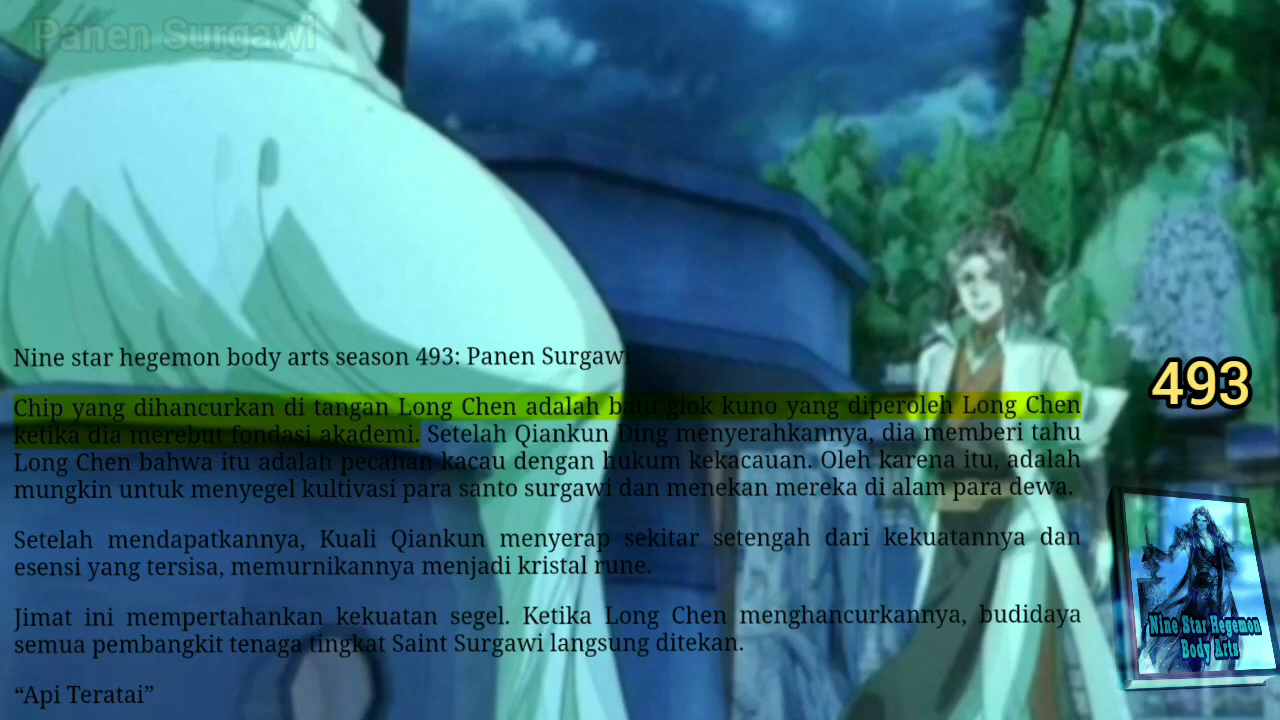 Panen Surgawi
Nine star hegemon body arts season 493: Panen Surgawi
Chip yang dihancurkan di tangan Long Chen adalah batu giok kuno yang diperoleh Long Chen
ketika dia merebut fondasi akademi. Setelah Qiankun Ding menyerahkannya, dia memberi tahu
Long Chen bahwa itu adalah pecahan kacau dengan hukum kekacauan. Oleh karena itu, adalah
mungkin untuk menyegel kultivasi para santo surgawi dan menekan mereka di alam para dewa.
Setelah mendapatkannya, Kuali Qiankun menyerap sekitar setengah dari kekuatannya dan
esensi yang tersisa, memurnikannya menjadi kristal rune.
Jimat ini mempertahankan kekuatan segel. Ketika Long Chen menghancurkannya, budidaya
semua pembangkit tenaga tingkat Saint Surgawi langsung ditekan.
“Api Teratai”
493
Nine Star Hegemon
Body Arts